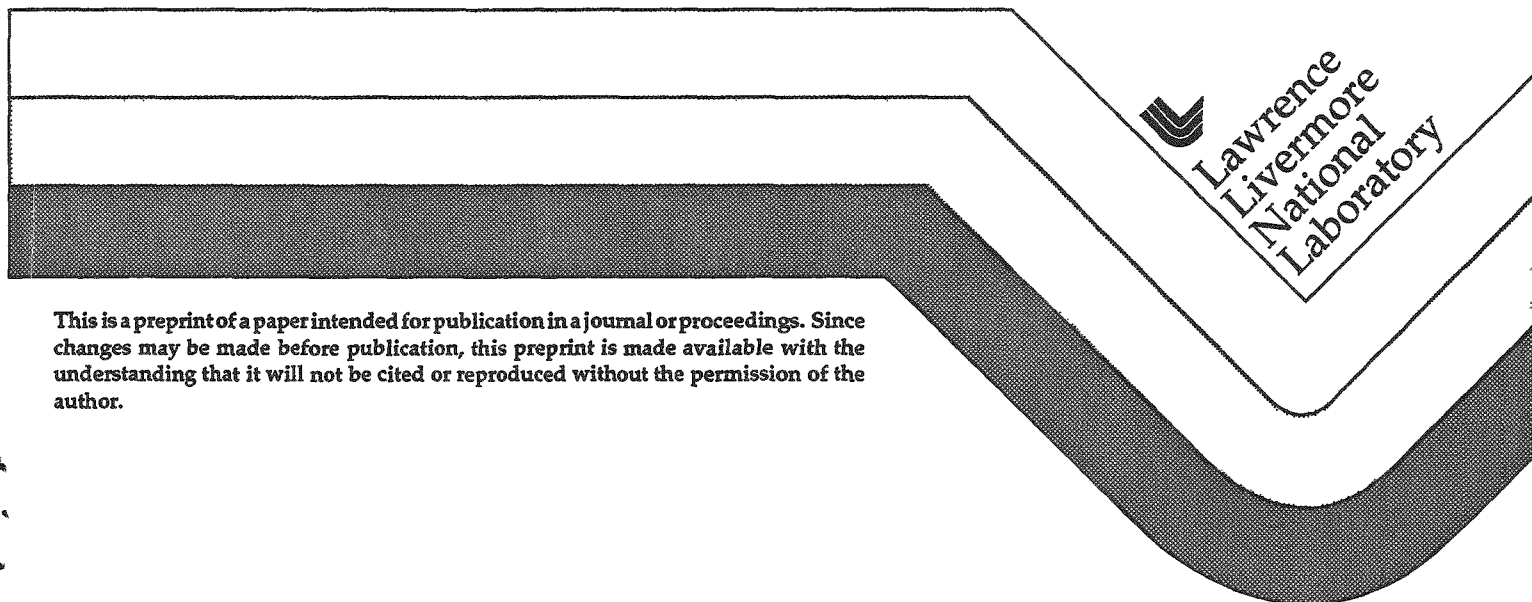 Lawrence
Livermore
National
Laboratory
This is a preprint of a paper intended for publication in a journal or proceedings. Since
changes may be made before publication, this preprint is made available with the
understanding that it will not be cited or reproduced without the permission of the
author.